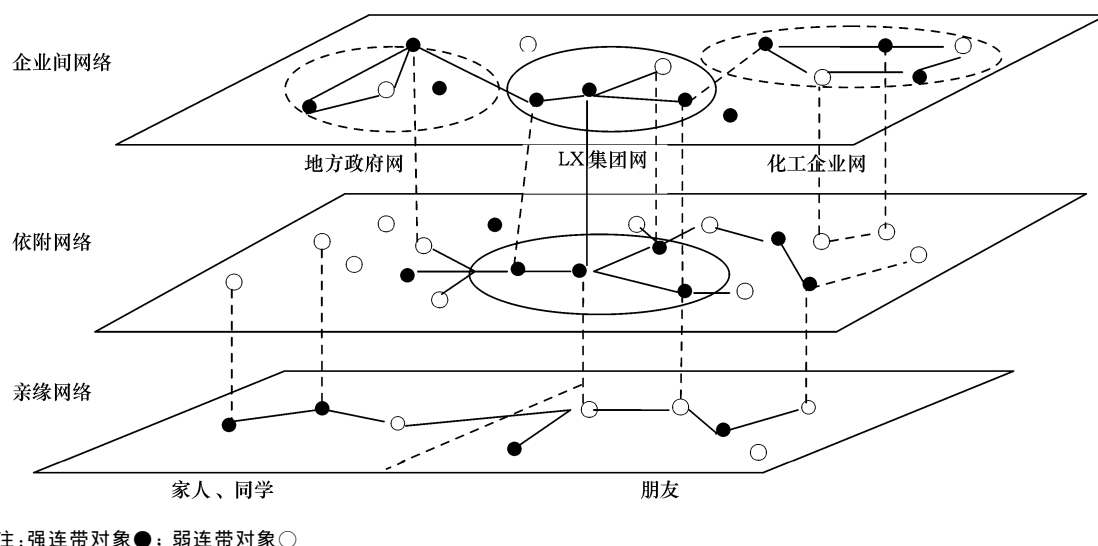 企业间网络
地方政府网
LX集团网
化工企业网
依附网络
亲缘网络
家人、同学
朋友
注:强连带对象●; 弱连带对象○